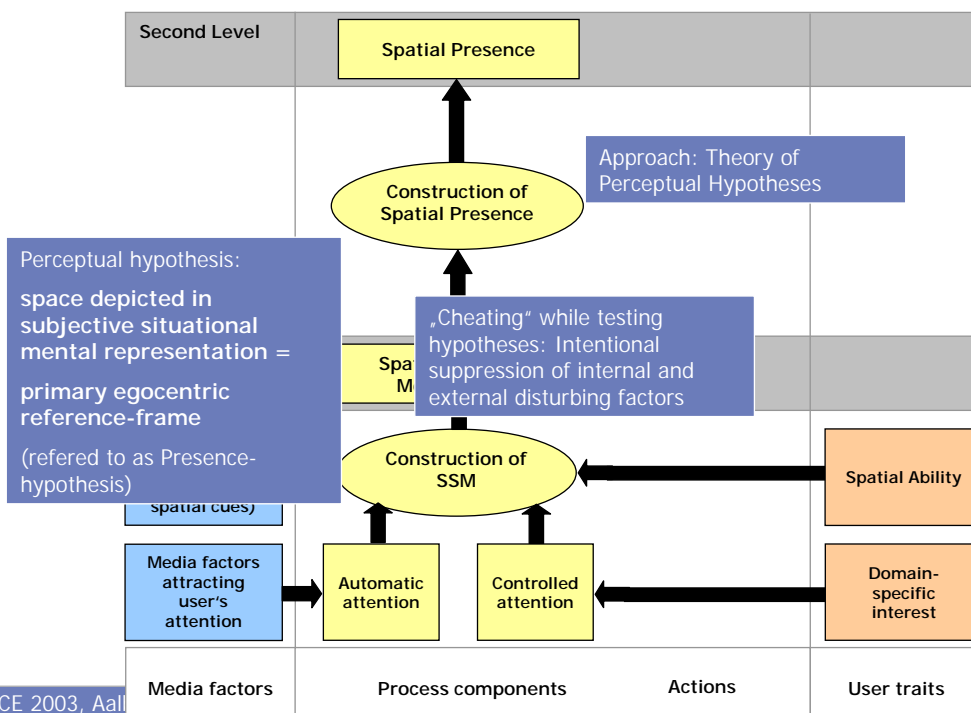 Second Level
Spatial Presence
Approach: Theory of
Perceptual Hypotheses
Construction of
Spatial Presence
Perceptual hypothesis:
space depicted in
subjective situational
mental representation =
primary egocentric
reference-frame
(refered to as Presence-
hypothesis)
„Cheating“ while testing
hypotheses: Intentional
suppression of internal and
external disturbing factors
Construction of
SSM
Spatial Ability
spatial cues)
Media factors
attracting
user‘s
attention
Automatic
attention
Controlled
attention
Domain-
specific
interest
Media factors
Process components
Actions
User traits
CE 2003,